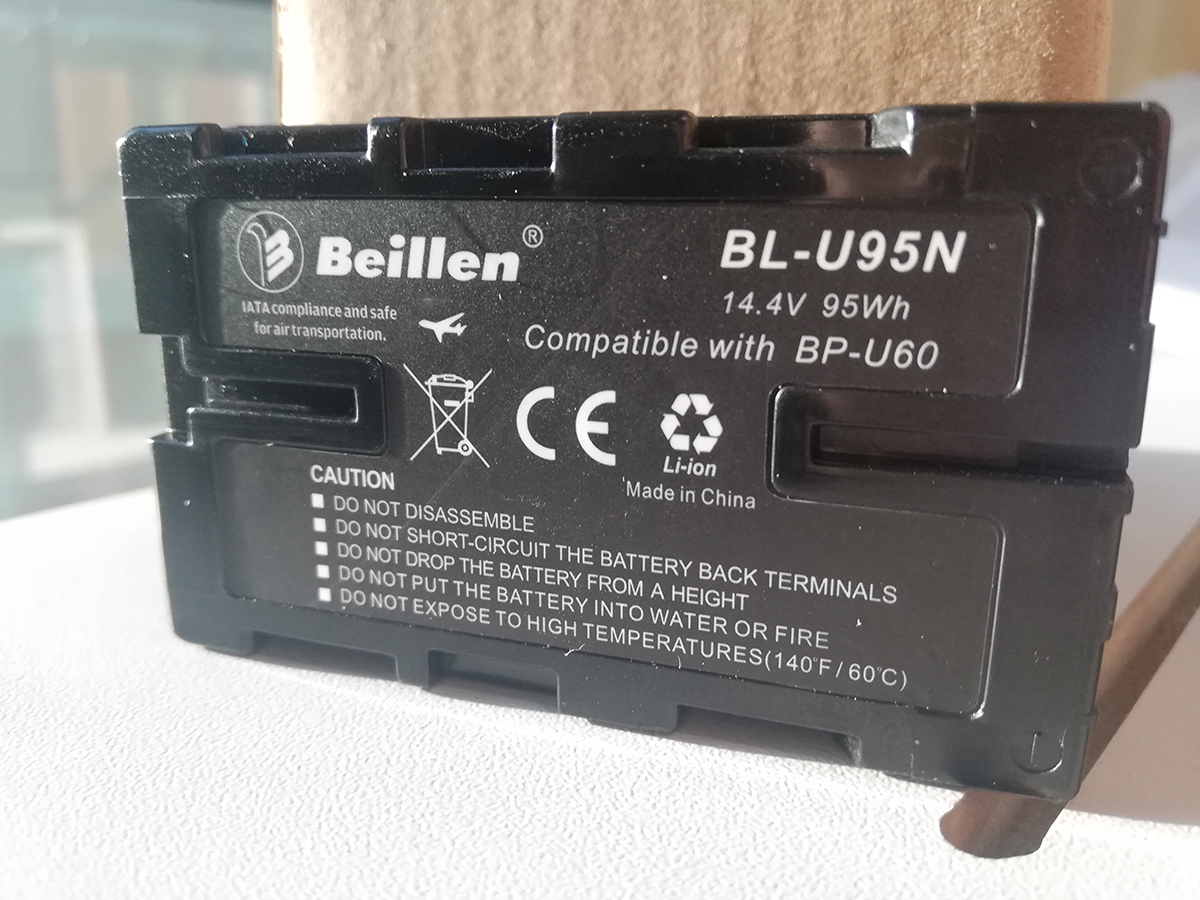 Beillen®
BL-U95N
IATA compliance and safe
for air transportation.
14.4V 95Wh
Compatible with BP-U60
CE
Li-ion
Made in China
CAUTION
■ DO NOT DISASSEMBLE
■ DO NOT SHORT-CIRCUIT THE BATTERY BACK TERMINALS
■ DO NOT DROP THE BATTERY FROM A HEIGHT
■ DO NOT PUT THE BATTERY INTO WATER OR FIRE
■ DO NOT EXPOSE TO HIGH TEMPERATURES(140°F/60°C)